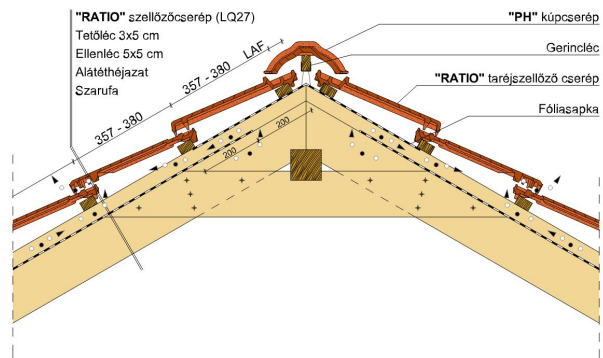 "RATIO" szellőzőcserép (LQ27)
Tetőléc 3x5 cm
Ellenléc 5x5 cm
Alátéthéjazat
Szarufa
"PH" kúpcserép
Gerincléc
"RATIO" taréjszellőző cserép
Fóliasapka
LAF
357 - 380
357 - 380
200
200